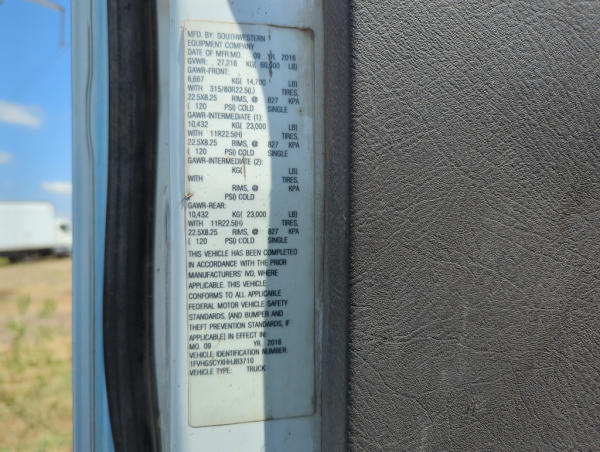 MFD. BY: SOUTHWESTERN
EQUIPMENT COMPANY
DATE OF MFR:MO. 09 YR. 2016
GVWR: 27,216 KG( 60,000 LB)
GAWR-FRONT:
6,667 KG( 14,700 LB)
WITH 315/80R22.5(L) TIRES,
22.5X8.25 RIMS, @ 827 KPA
( 120 PSI) COLD SINGLE
GAWR-INTERMEDIATE (1):
10,432 KG( 23,000 LB)
WITH 11R22.5(H) TIRES,
22.5X8.25 RIMS, @ 827 KPA
( 120 PSI) COLD SINGLE
GAWR-INTERMEDIATE (2):
KG( LB)
WITH TIRES,
RIMS, @ KPA
( PSI) COLD
GAWR-REAR:
10,432 KG( 23,000 LB)
WITH 11R22.5(H) TIRES,
22.5X8.25 RIMS, @ 827 KPA
( 120 PSI) COLD SINGLE
THIS VEHICLE HAS BEEN COMPLETED
IN ACCORDANCE WITH THE PRIOR
MANUFACTURERS' IVD, WHERE
APPLICABLE. THIS VEHICLE
CONFORMS TO ALL APPLICABLE
FEDERAL MOTOR VEHICLE SAFETY
STANDARDS, [AND BUMPER AND
THEFT PREVENTION STANDARDS, IF
APPLICABLE] IN EFFECT IN:
MO. 09 YR. 2016
VEHICLE IDENTIFICATION NUMBER:
1FVHG5CYXHHJB3710
VEHICLE TYPE: TRUCK